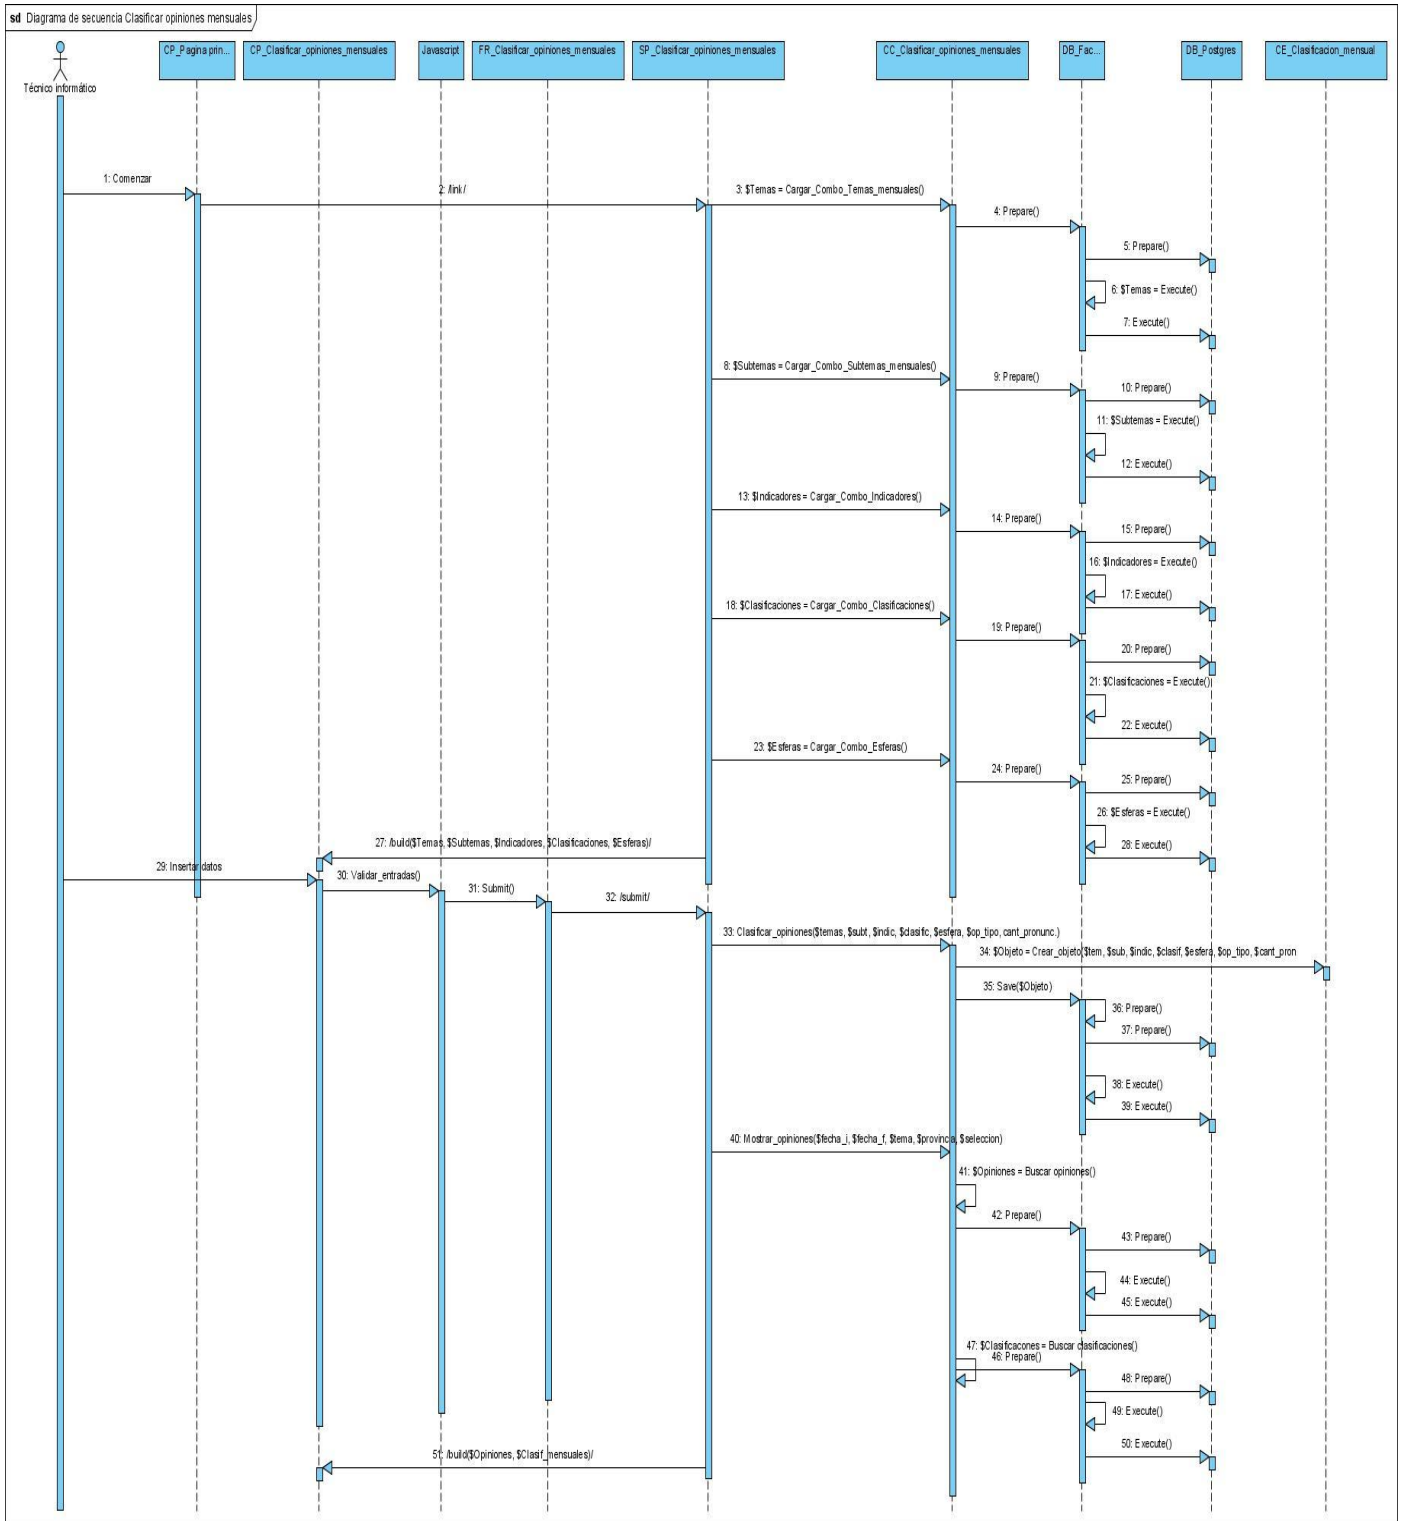 sd Diagrama de secuencia Clasificar opiniones mensuales
Técnico informático
CP_Pagina prin...
CP_Clasificar_opiniones_mensuales
Javascript
FR_Clasificar_opiniones_mensuales
SP_Clasificar_opiniones_mensuales
CC_Clasificar_opiniones_mensuales
DB_Fac...
DB_Postgres
CE_Clasificacion_mensual
1: Comenzar
2: /link/
3: $Temas = Cargar_Combo_Temas_mensuales()
4: Prepare()
5: Prepare()
6: $Temas = Execute()
7: Execute()
8: $Subtemas = Cargar_Combo_Subtemas_mensuales()
9: Prepare()
10: Prepare()
11: $Subtemas = Execute()
12: Execute()
13: $Indicadores = Cargar_Combo_Indicadores()
14: Prepare()
15: Prepare()
16: $Indicadores = Execute()
17: Execute()
18: $Clasificaciones = Cargar_Combo_Clasificaciones()
19: Prepare()
20: Prepare()
21: $Clasificaciones = Execute()
22: Execute()
23: $Esferas = Cargar_Combo_Esferas()
24: Prepare()
25: Prepare()
26: $Esferas = Execute()
27: /build($Temas, $Subtemas, $Indicadores, $Clasificaciones, $Esferas)/
28: Execute()
29: Insertar datos
30: Validar_entradas()
31: Submit()
32: /submit/
33: Clasificar_opiniones($temas, $subt, $indic, $clasific, $esfera, $op_tipo, cant_pronunc.)
34: $Objeto = Crear_objeto($tem, $sub, $indic, $clasif, $esfera, $op_tipo, $cant_pron
35: Save($Objeto)
36: Prepare()
37: Prepare()
38: Execute()
39: Execute()
40: Mostrar_opiniones($fecha_i, $fecha_f, $tema, $provincia, $seleccion)
41: $Opiniones = Buscar opiniones()
42: Prepare()
43: Prepare()
44: Execute()
45: Execute()
47: $Clasificacones = Buscar clasificaciones()
46: Prepare()
48: Prepare()
49: Execute()
50: Execute()
51: /build($Opiniones, $Clasif_mensuales)/